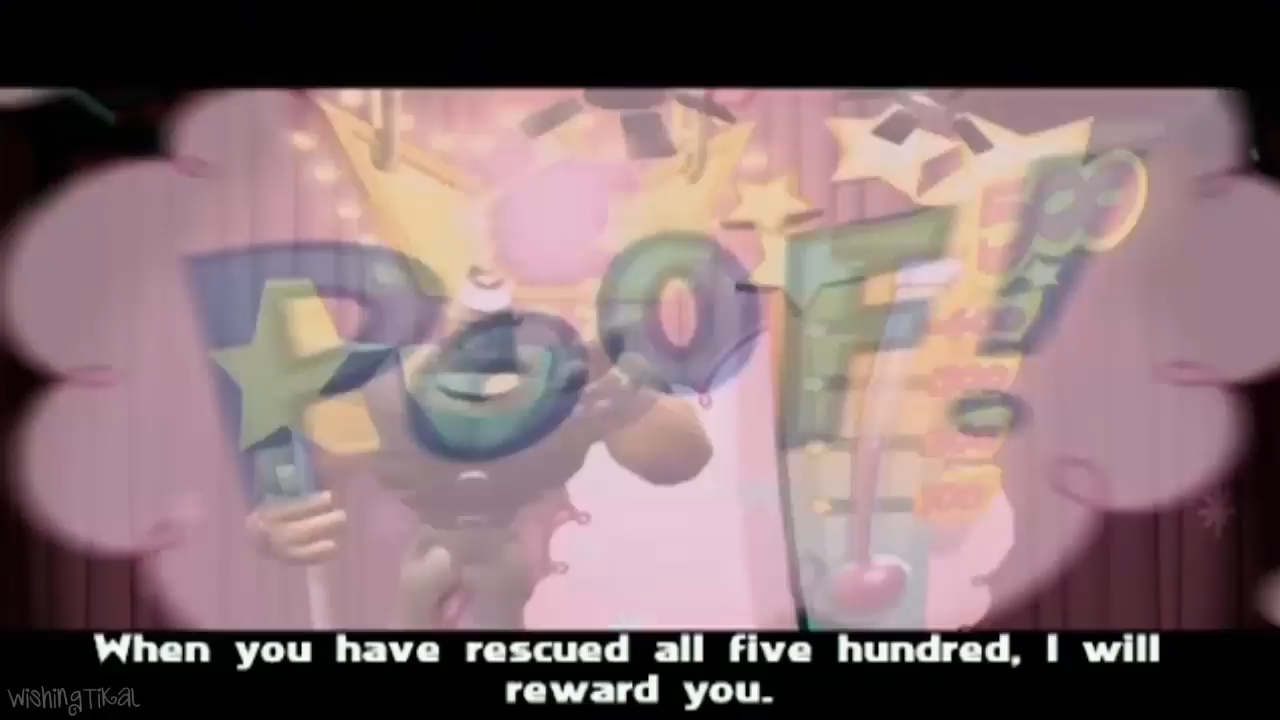 POOF!
When you have rescued all five hundred, I will
reward you.
wishingtikal